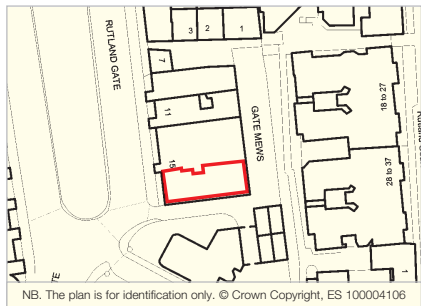 3
2
1
RUTLAND GATE
7
11
GATE MEWS
15
18 to 27
28 to 37
1
NB. The plan is for identification only. © Crown Copyright, ES 100004106